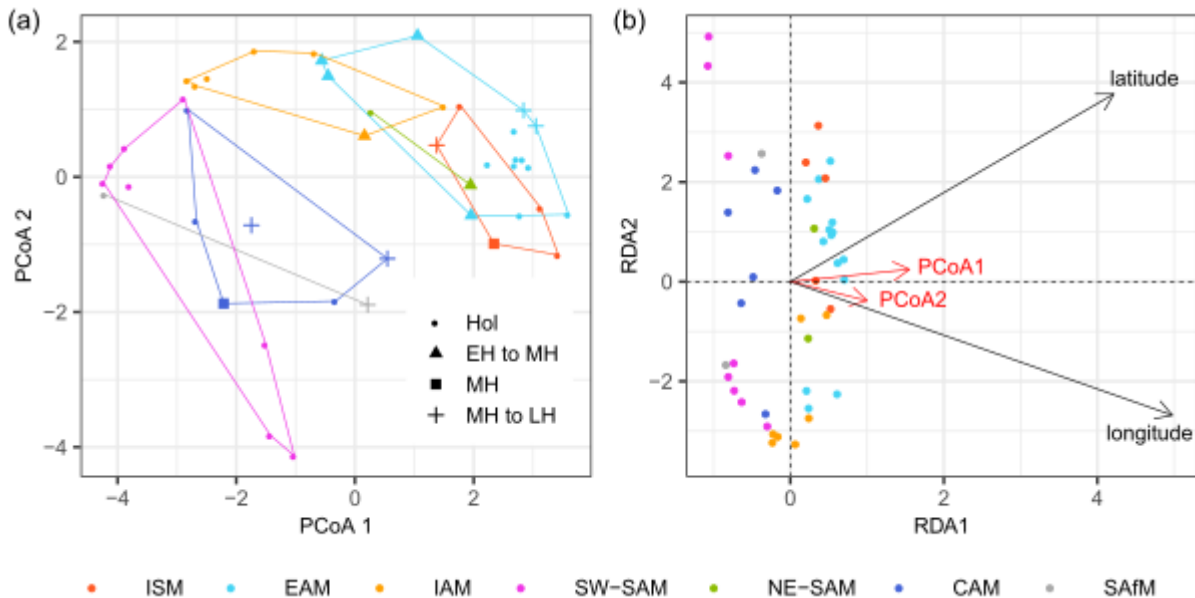 (a)
2
0
−2
−4
PCoA 2
−4
−2
0
2
PCoA 1
Hol
EH to MH
MH
MH to LH
(b)
4
2
0
−2
RDA2
0
2
4
RDA1
latitude
PCoA1
PCoA2
longitude
ISM EAM IAM SW−SAM NE−SAM CAM SAfM